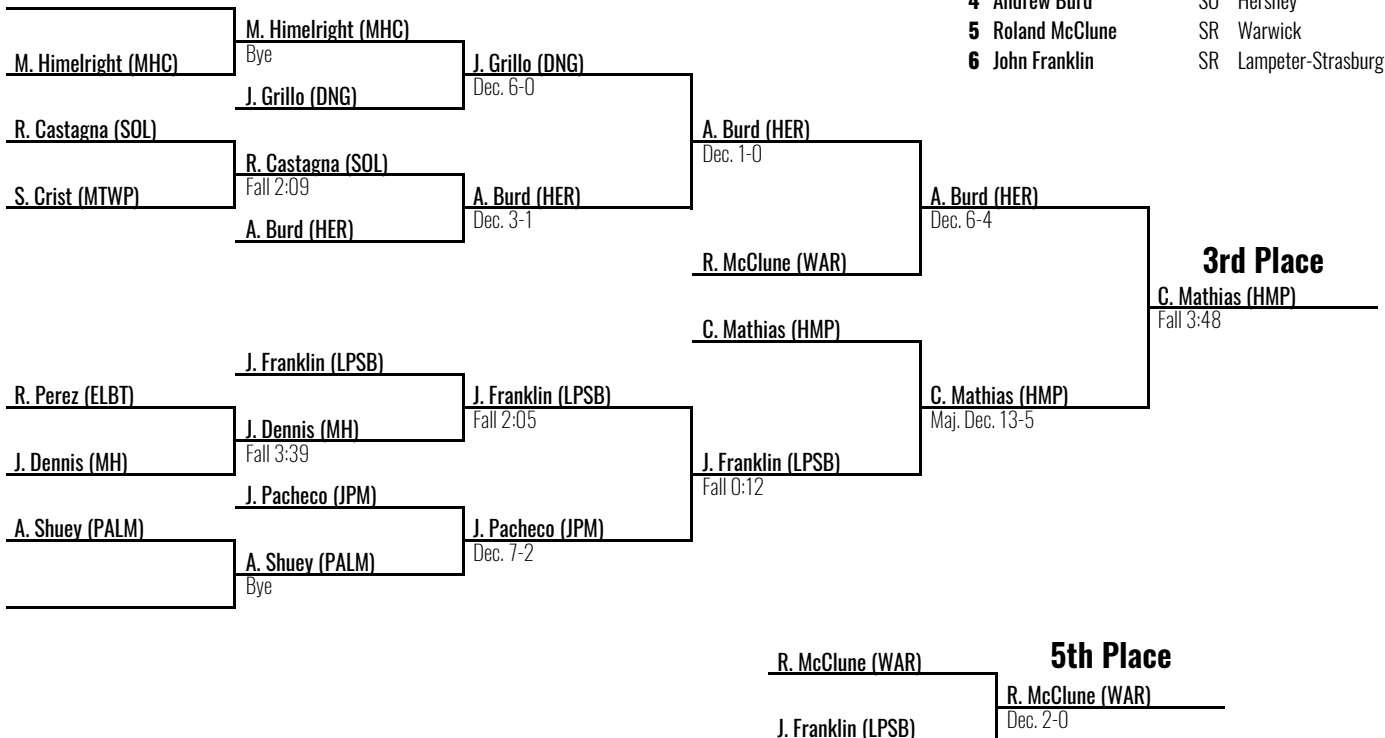 4 Andrew Burd SO Hershey
5 Roland McClune SR Warwick
6 John Franklin SR Lampeter-Strasburg
M. Himelright (MHC)
Bye
M. Himelright (MHC)
J. Grillo (DNG)
Dec. 6-0
J. Grillo (DNG)
R. Castagna (SOL)
A. Burd (HER)
Dec. 1-0
R. Castagna (SOL)
Fall 2:09
S. Crist (MTWP)
A. Burd (HER)
Dec. 3-1
A. Burd (HER)
Dec. 6-4
A. Burd (HER)
R. McClune (WAR)
3rd Place
C. Mathias (HMP)
Fall 3:48
C. Mathias (HMP)
J. Franklin (LPSB)
R. Perez (ELBT)
J. Franklin (LPSB)
Fall 2:05
C. Mathias (HMP)
Maj. Dec. 13-5
J. Dennis (MH)
Fall 3:39
J. Dennis (MH)
J. Franklin (LPSB)
Fall 0:12
J. Pacheco (JPM)
A. Shuey (PALM)
J. Pacheco (JPM)
Dec. 7-2
A. Shuey (PALM)
Bye
5th Place
R. McClune (WAR)
R. McClune (WAR)
Dec. 2-0
J. Franklin (LPSB)